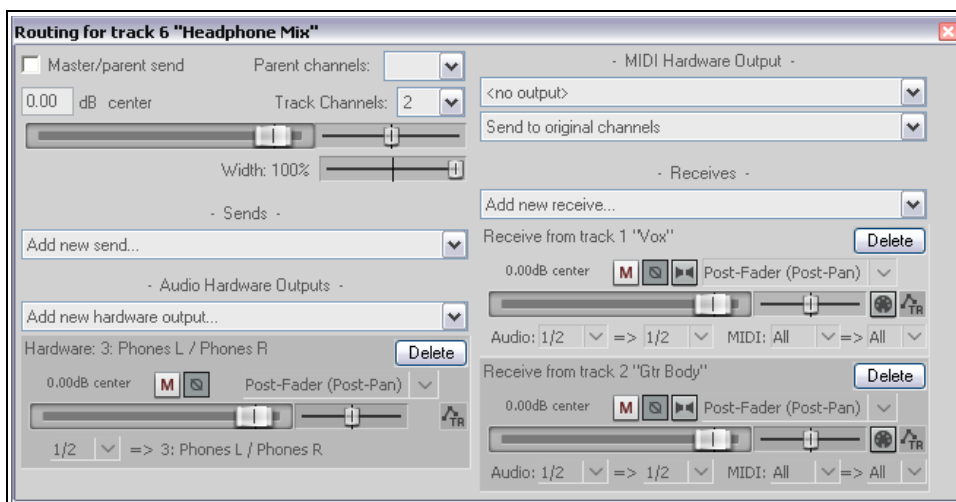 Routing for track 6 "Headphone Mix"
Master/parent send Parent channels:
0.00 dB center Track Channels: 2
Width: 100%
- Sends -
Add new send...
- Audio Hardware Outputs -
Add new hardware output...
Hardware: 3: Phones L / Phones R Delete
0.00dB center M Post-Fader (Post-Pan)
TR
1/2 => 3: Phones L / Phones R
- MIDI Hardware Output -
<no output>
Send to original channels
- Receives -
Add new receive...
Receive from track 1 "Vox" Delete
0.00dB center M Post-Fader (Post-Pan)
TR
Audio: 1/2 => 1/2 MIDI: All => All
Receive from track 2 "Gtr Body" Delete
0.00dB center M Post-Fader (Post-Pan)
TR
Audio: 1/2 => 1/2 MIDI: All => All